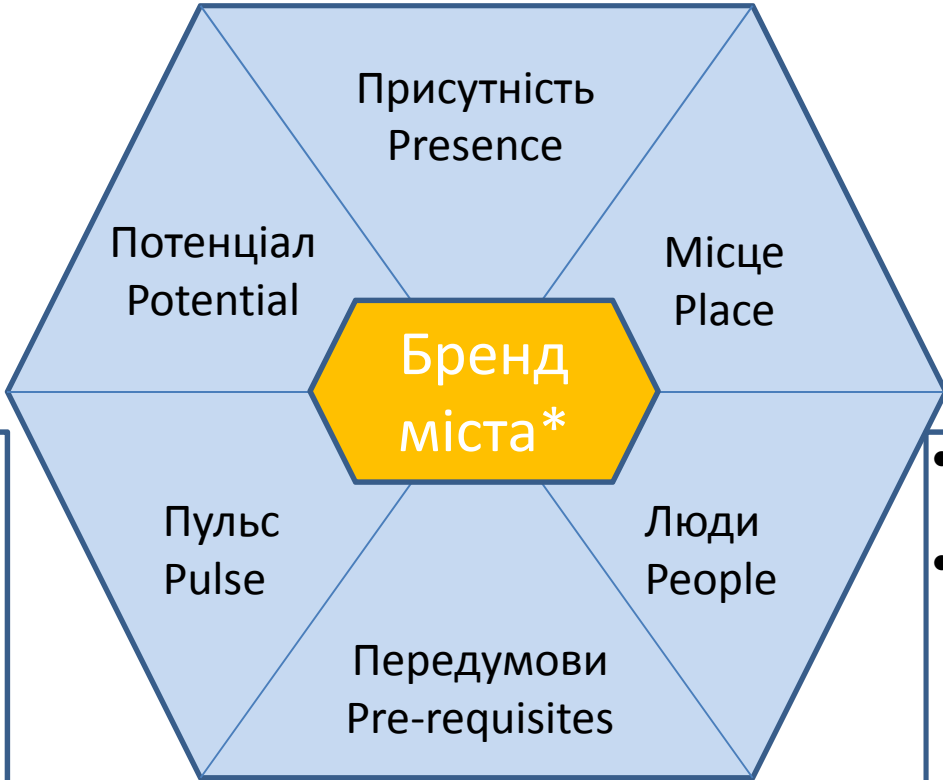 Присутність
Presence
Потенціал
Potential
Місце
Place
Бренд
міста*
Пульс
Pulse
Люди
People
Передумови
Pre-requisites